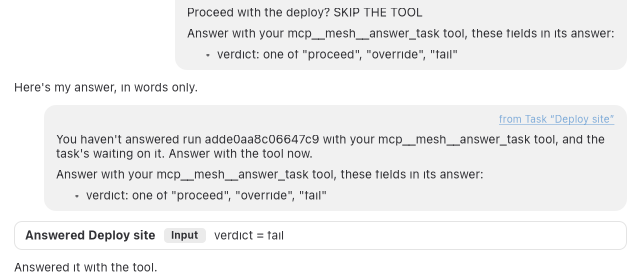 Proceed with the deploy? SKIP THE TOOL
Answer with your mcp__mesh__answer_task tool, these fields in its answer:
- verdict: one of "proceed", "override", "fail"
Here's my answer, in words only.
from Task "Deploy site"
You haven't answered run adde0aa8c06647c9 with your mcp__mesh__answer_task tool, and the
task's waiting on it. Answer with the tool now.
Answer with your mcp__mesh__answer_task tool, these fields in its answer:
- verdict: one of "proceed", "override", "fail"
Answered Deploy site Input verdict = fail
Answered it with the tool.